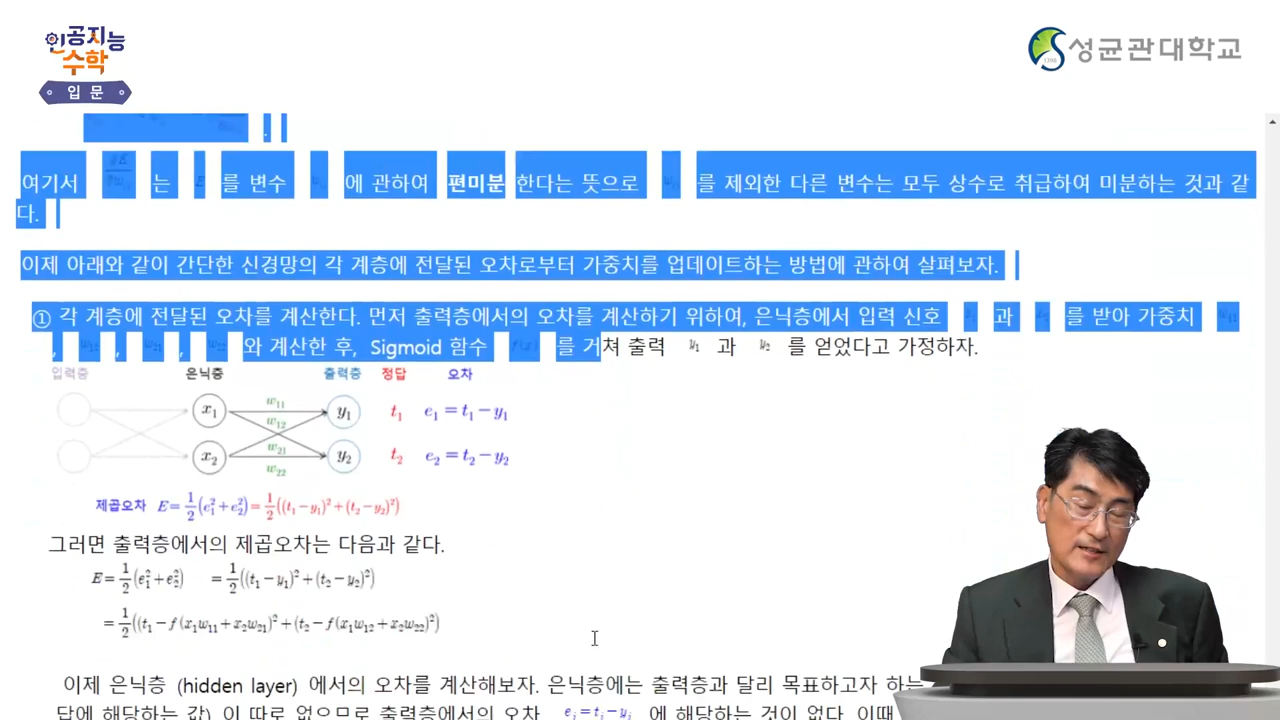 인공지능
수학
입문
성균관대학교
1398
.
여기서 는 를 변수 에 관하여 편미분 한다는 뜻으로 를 제외한 다른 변수는 모두 상수로 취급하여 미분하는 것과 같
다.
이제 아래와 같이 간단한 신경망의 각 계층에 전달된 오차로부터 가중치를 업데이트하는 방법에 관하여 살펴보자.
① 각 계층에 전달된 오차를 계산한다. 먼저 출력층에서의 오차를 계산하기 위하여, 은닉층에서 입력 신호 과 를 받아 가중치 w₁₁
, w₁₂ , w₂₁ , w₂₂ 와 계산한 후, Sigmoid 함수 f(x) 를 거쳐 출력 y₁ 과 y₂ 를 얻었다고 가정하자.
입력층 은닉층 출력층 정답 오차
x₁ w₁₁ y₁ t₁ e₁ = t₁ − y₁
w₁₂
x₂ w₂₁ y₂ t₂ e₂ = t₂ − y₂
w₂₂
제곱오차 E = 1/2(e₁² + e₂²) = 1/2((t₁ − y₁)² + (t₂ − y₂)²)
그러면 출력층에서의 제곱오차는 다음과 같다.
E = 1/2(e₁² + e₂²) = 1/2((t₁ − y₁)² + (t₂ − y₂)²)
= 1/2((t₁ − f(x₁w₁₁ + x₂w₂₁)² + (t₂ − f(x₁w₁₂ + x₂w₂₂)²)
이제 은닉층 (hidden layer) 에서의 오차를 계산해보자. 은닉층에는 출력층과 달리 목표하고자 하는
답에 해당하는 값) 이 따로 없으므로 출력층에서의 오차 eᵢ = tᵢ − yᵢ 에 해당하는 것이 없다. 이때